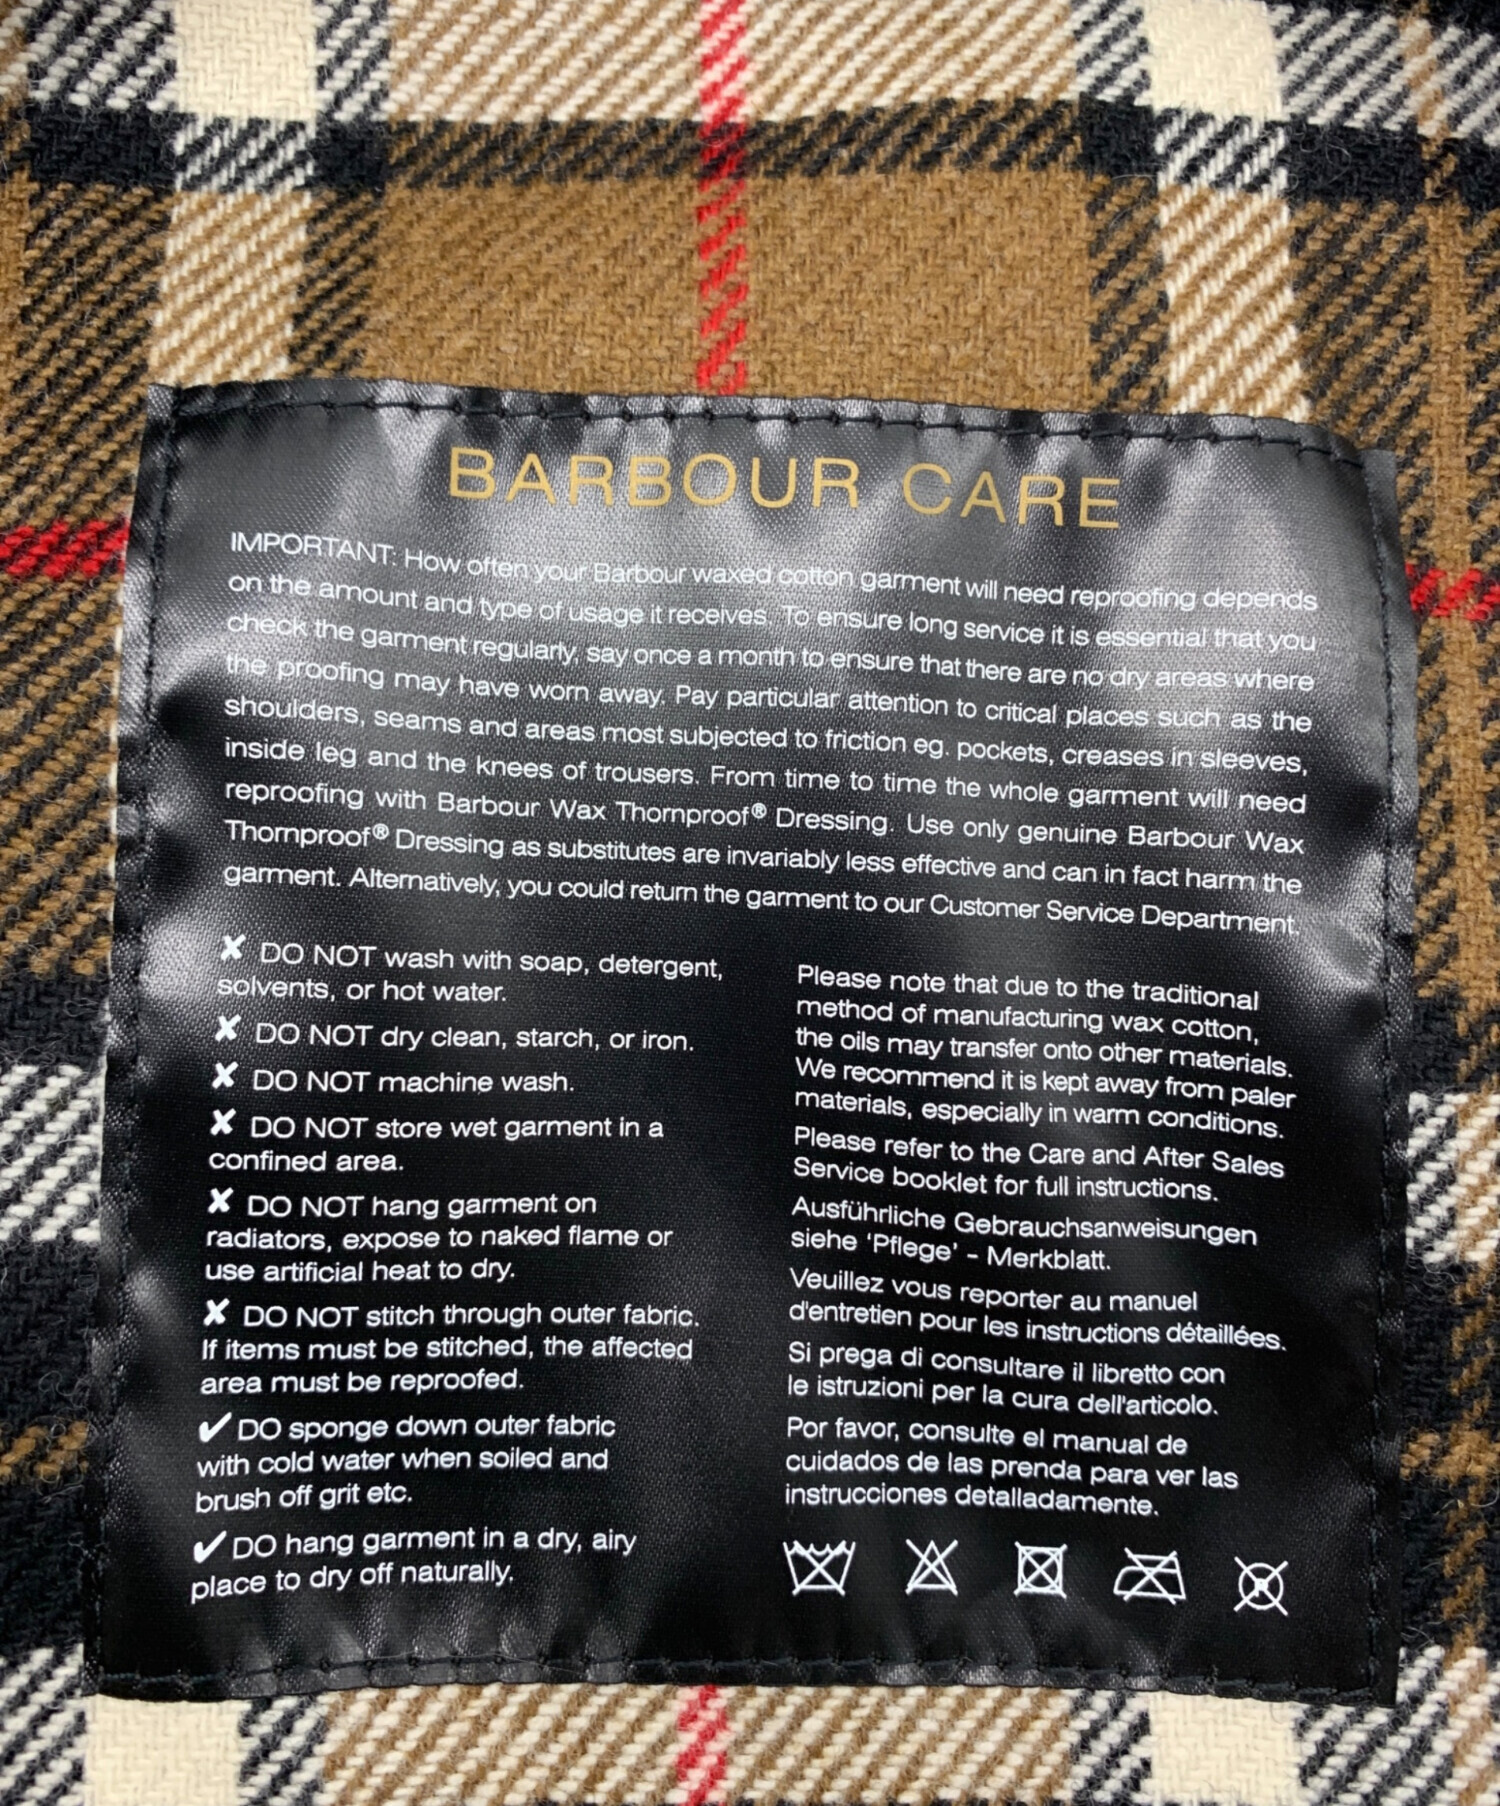 BARBOUR CARE
IMPORTANT: How often your Barbour waxed cotton garment will need reproofing depends
on the amount and type of usage it receives. To ensure long service it is essential that you
check the garment regularly, say once a month to ensure that there are no dry areas where
the proofing may have worn away. Pay particular attention to critical places such as the
shoulders, seams and areas most subjected to friction eg. pockets, creases in sleeves,
inside leg and the knees of trousers. From time to time the whole garment will need
reproofing with Barbour Wax Thornproof® Dressing. Use only genuine Barbour Wax
Thornproof® Dressing as substitutes are invariably less effective and can in fact harm the
garment. Alternatively, you could return the garment to our Customer Service Department.
✘ DO NOT wash with soap, detergent,
solvents, or hot water.
✘ DO NOT dry clean, starch, or iron.
✘ DO NOT machine wash.
✘ DO NOT store wet garment in a
confined area.
✘ DO NOT hang garment on
radiators, expose to naked flame or
use artificial heat to dry.
✘ DO NOT stitch through outer fabric.
If items must be stitched, the affected
area must be reproofed.
✔ DO sponge down outer fabric
with cold water when soiled and
brush off grit etc.
✔ DO hang garment in a dry, airy
place to dry off naturally.
Please note that due to the traditional
method of manufacturing wax cotton,
the oils may transfer onto other materials.
We recommend it is kept away from paler
materials, especially in warm conditions.
Please refer to the Care and After Sales
Service booklet for full instructions.
Ausführliche Gebrauchsanweisungen
siehe 'Pflege' - Merkblatt.
Veuillez vous reporter au manuel
d'entretien pour les instructions détaillées.
Si prega di consultare il libretto con
le istruzioni per la cura dell'articolo.
Por favor, consulte el manual de
cuidados de las prenda para ver las
instrucciones detalladamente.